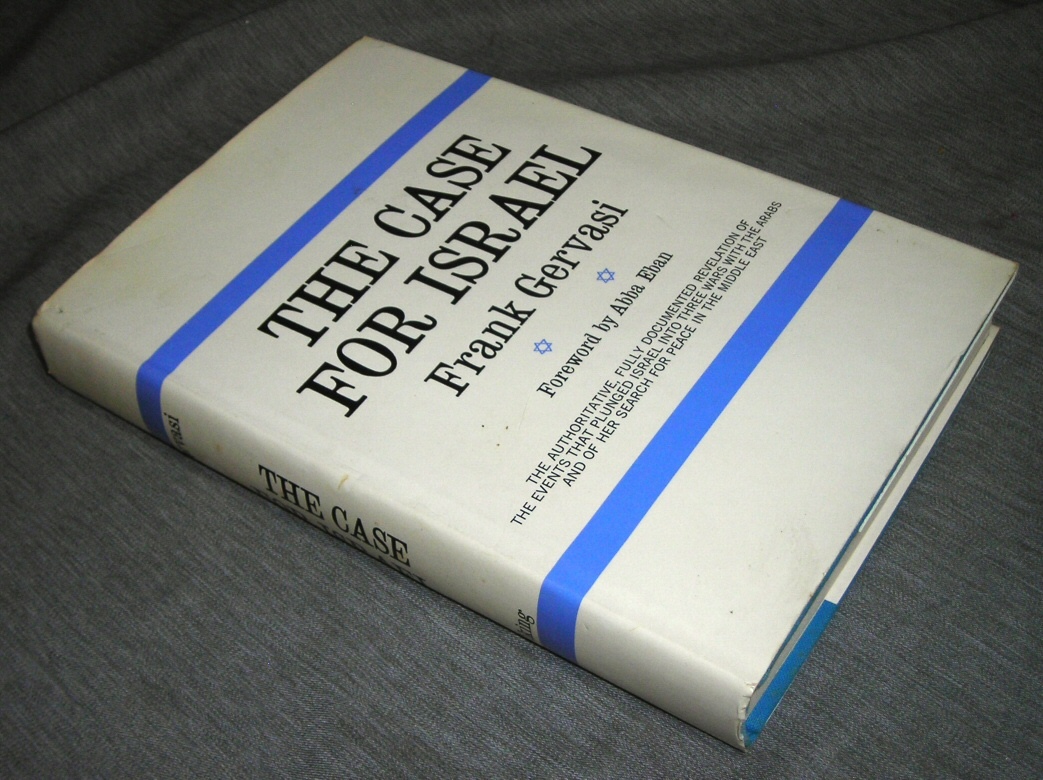 THE CASE
FOR ISRAEL
Frank Gervasi
Foreword by Abba Eban
THE AUTHORITATIVE, FULLY DOCUMENTED REVELATION OF
THE EVENTS THAT PLUNGED ISRAEL INTO THREE WARS WITH THE ARABS
AND OF HER SEARCH FOR PEACE IN THE MIDDLE EAST
THE CASE